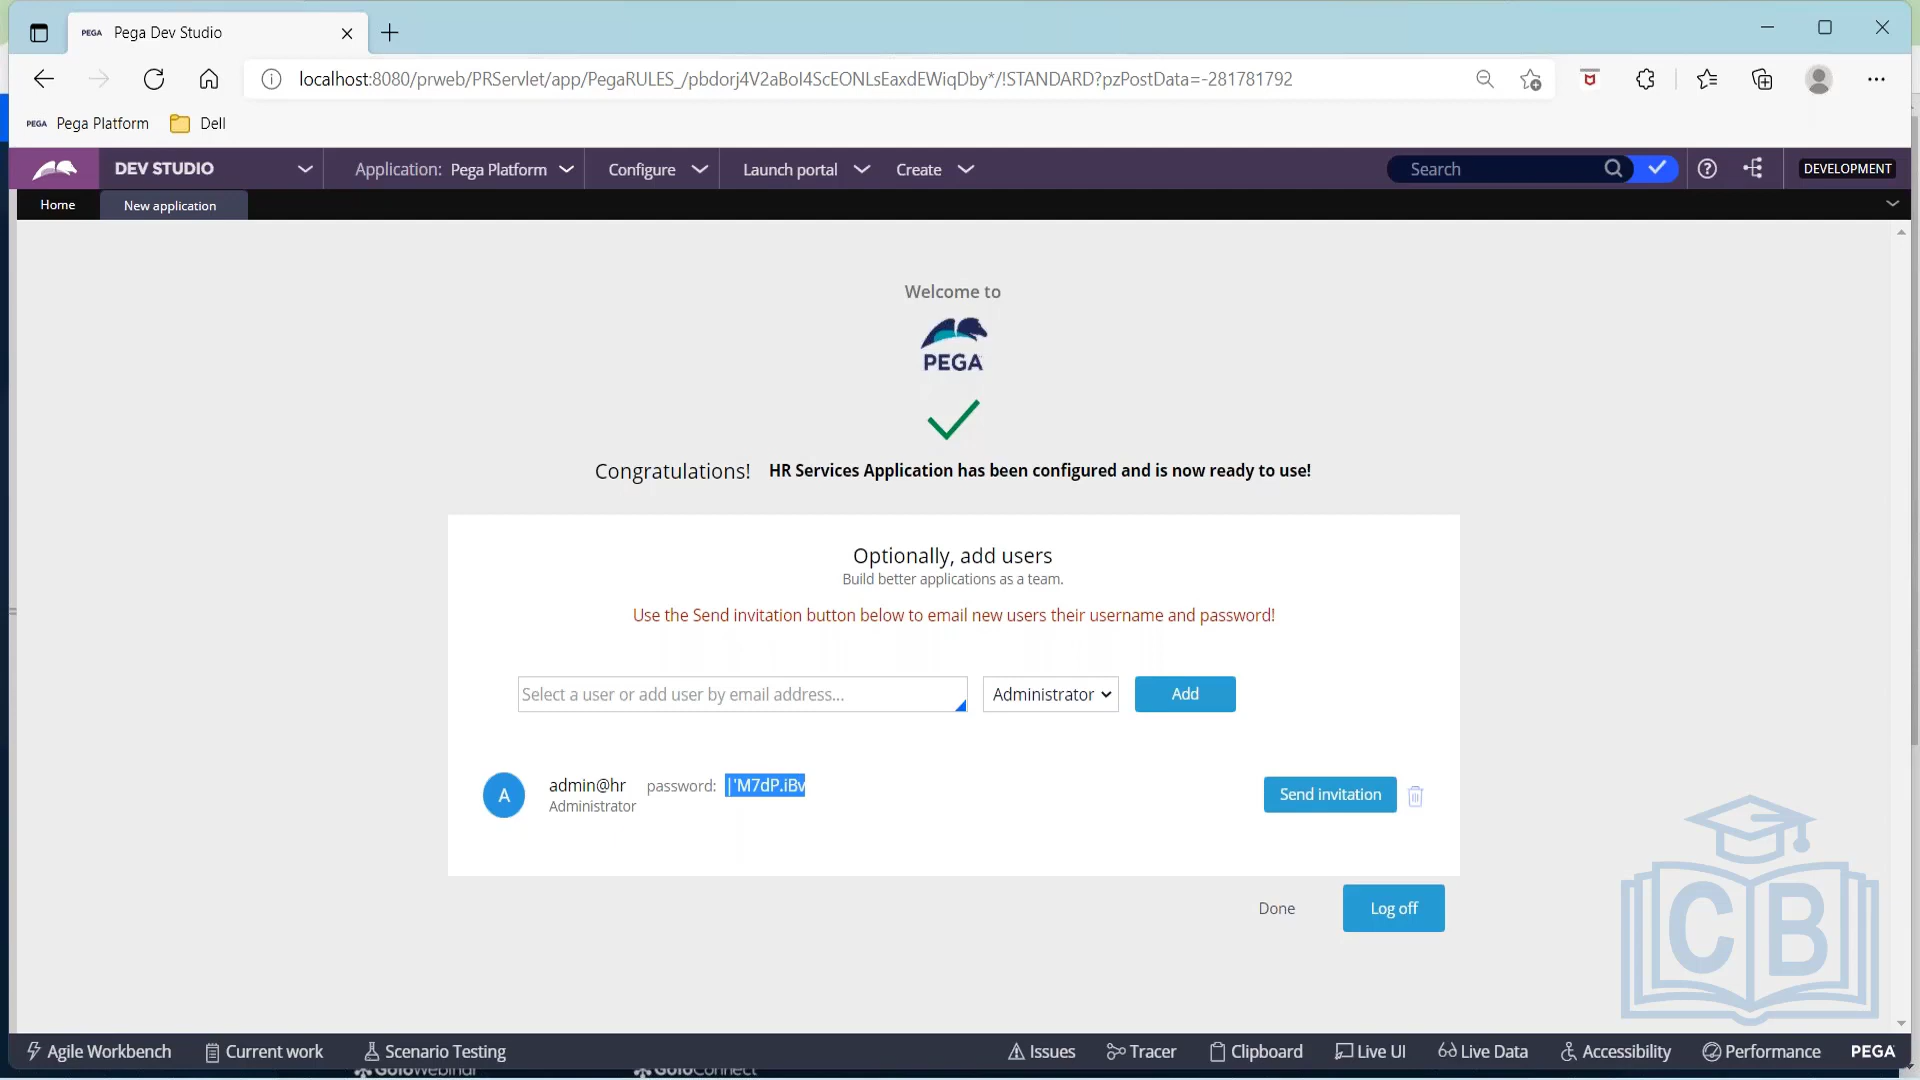 PEGA Pega Dev Studio
localhost:8080/prweb/PRServlet/app/PegaRULES_/pbdorj4V2aBoI4ScEONLsEaxdEWiqDby*/!STANDARD?pzPostData=-281781792
PEGA Pega Platform Dell
DEV STUDIO Application: Pega Platform Configure Launch portal Create Search DEVELOPMENT
Home New application
Welcome to
PEGA
Congratulations! HR Services Application has been configured and is now ready to use!
Optionally, add users
Build better applications as a team.
Use the Send invitation button below to email new users their username and password!
Select a user or add user by email address... Administrator Add
A admin@hr password: |'M7dP.iBv Send invitation
Administrator
Done Log off
CB
Agile Workbench Current work Scenario Testing Issues Tracer Clipboard Live UI Live Data Accessibility Performance PEGA
GoToWebinar GoToConnect